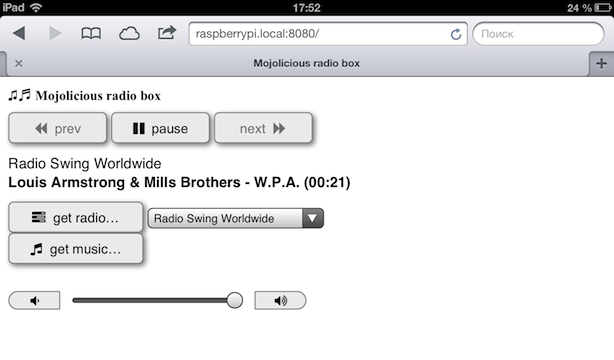 iPad 17:52 24 %
raspberrypi.local:8080/ Поиск
Mojolicious radio box
Mojolicious radio box
prev pause next
Radio Swing Worldwide
Louis Armstrong & Mills Brothers - W.P.A. (00:21)
get radio... Radio Swing Worldwide
get music...